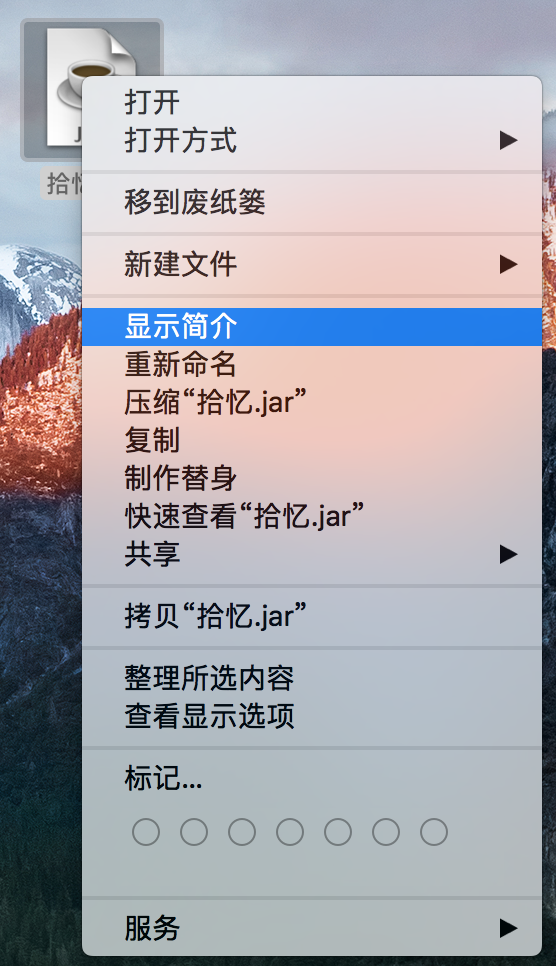 拾忆
打开
打开方式
移到废纸篓
新建文件
显示简介
重新命名
压缩“拾忆.jar”
复制
制作替身
快速查看“拾忆.jar”
共享
拷贝“拾忆.jar”
整理所选内容
查看显示选项
标记...
服务